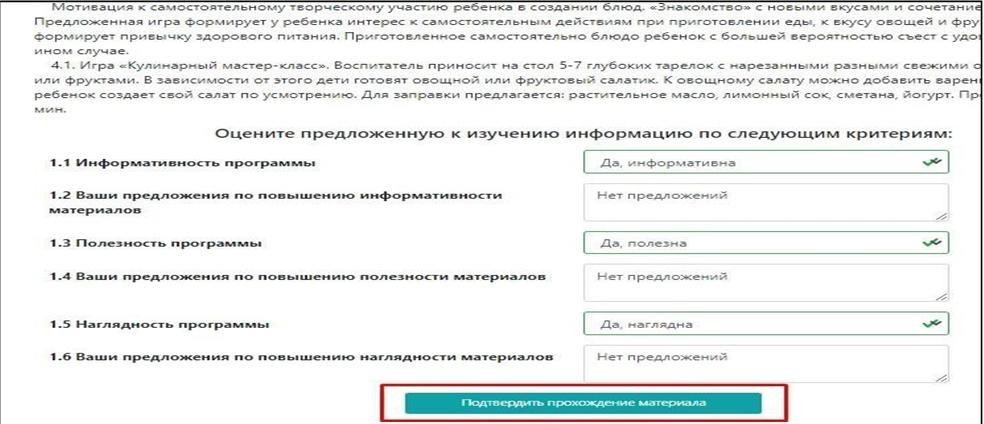 Мотивация к самостоятельному творческому участию ребенка в создании блюд. «Знакомство» с новыми вкусами и сочетание
Предложенная игра формирует у ребенка интерес к самостоятельным действиям при приготовлении еды, к вкусу овощей и фру
формирует привычку здорового питания. Приготовленное самостоятельно блюдо ребенок с большей вероятностью съест с удо
ином случае.
4.1. Игра «Кулинарный мастер-класс». Воспитатель приносит на стол 5-7 глубоких тарелок с нарезанными разными свежими о
или фруктами. В зависимости от этого дети готовят овощной или фруктовый салатик. К овощному салату можно добавить варен
ребенок создает свой салат по усмотрению. Для заправки предлагается: растительное масло, лимонный сок, сметана, йогурт. Пр
мин.
Оцените предложенную к изучению информацию по следующим критериям:
1.1 Информативность программы
Да, информативна
1.2 Ваши предложения по повышению информативности
материалов
Нет предложений
1.3 Полезность программы
Да, полезна
1.4 Ваши предложения по повышению полезности материалов
Нет предложений
1.5 Наглядность программы
Да, наглядна
1.6 Ваши предложения по повышению наглядности материалов
Нет предложений
Подтвердить прохождение материала